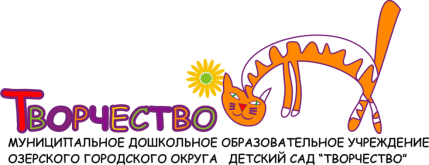 ТВОРЧЕСТВО
МУНИЦИПАЛЬНОЕ ДОШКОЛЬНОЕ ОБРАЗОВАТЕЛЬНОЕ УЧРЕЖДЕНИЕ
ОЗЕРСКОГО ГОРОДСКОГО ОКРУГА ДЕТСКИЙ САД "ТВОРЧЕСТВО"